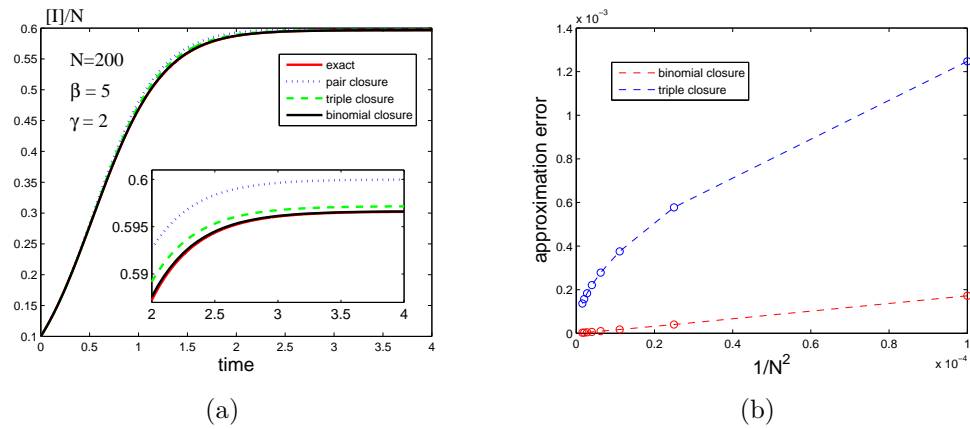 [I]/N
0.6
0.55
0.5
0.45
0.4
0.35
0.3
0.25
0.2
0.15
0.1
N=200
β = 5
γ = 2
exact
pair closure
triple closure
binomial closure
0.6
0.595
0.59
2 2.5 3 3.5 4
0 0.5 1 1.5 2 2.5 3 3.5 4
time
(a)
x 10⁻³
1.4
1.2
1
0.8
0.6
0.4
0.2
0
approximation error
binomial closure
triple closure
0 0.2 0.4 0.6 0.8 1
1/N²
x 10⁻⁴
(b)